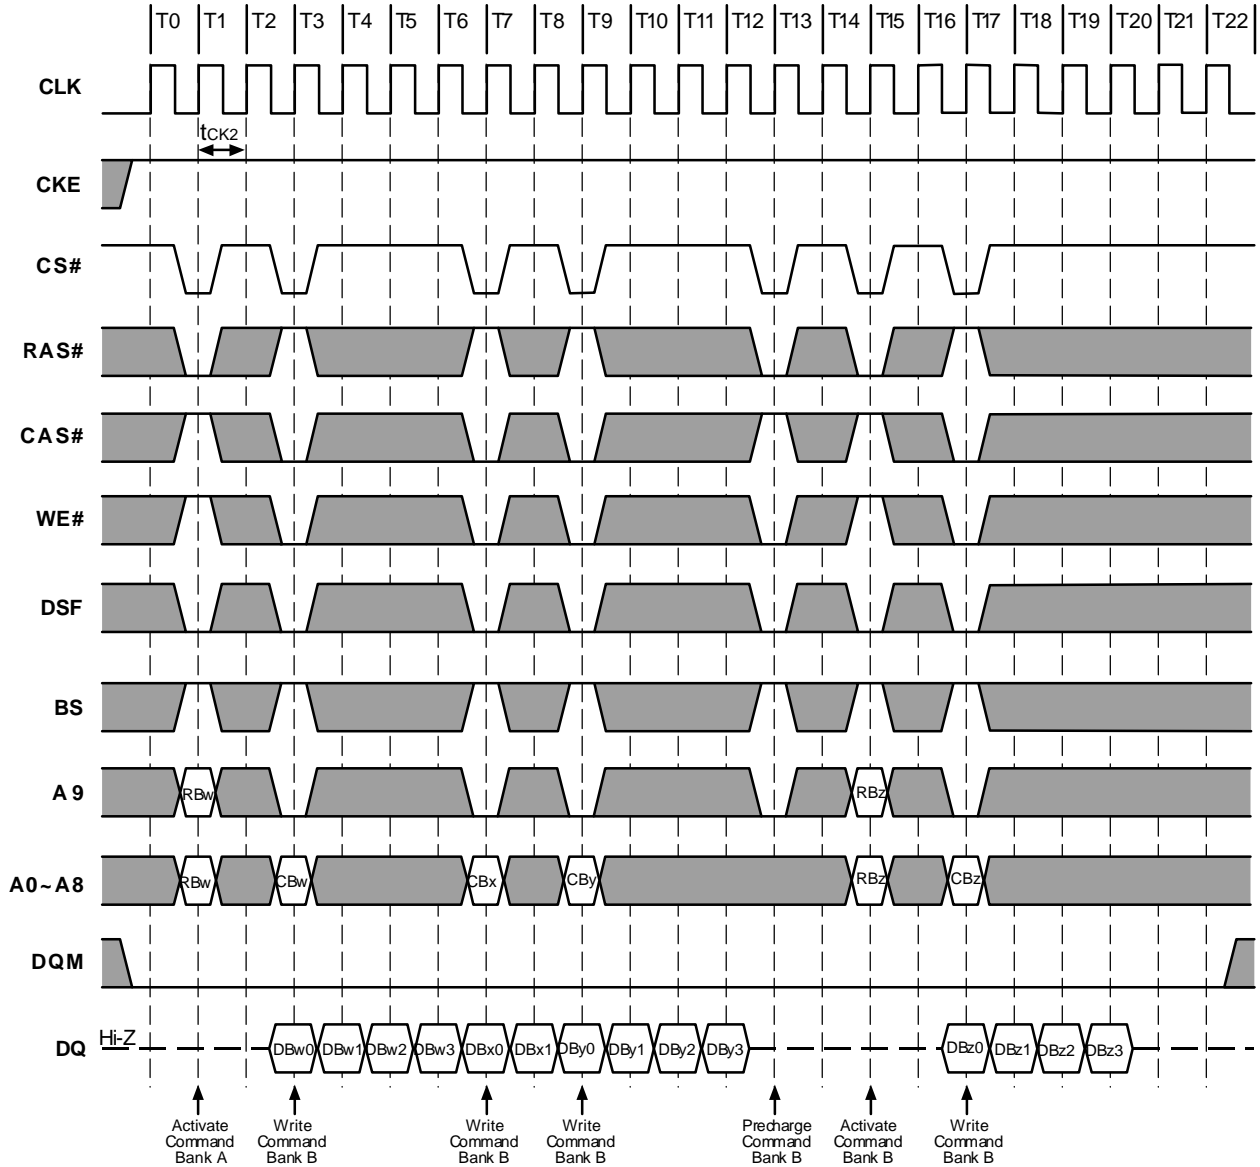 T0 T1 T2 T3 T4 T5 T6 T7 T8 T9 T10 T11 T12 T13 T14 T15 T16 T17 T18 T19 T20 T21 T22
CLK
tCK2
CKE
CS#
RAS#
CAS#
WE#
DSF
BS
A9 RBw RBz
A0~A8 RBw CBw CBx CBy RBz CBz
DQM
DQ Hi-Z DBw0 DBw1 DBw2 DBw3 DBx0 DBx1 DBy0 DBy1 DBy2 DBy3 DBz0 DBz1 DBz2 DBz3
Activate Write Write Write Precharge Activate Write
Command Command Command Command Command Command Command
Bank A Bank B Bank B Bank B Bank B Bank B Bank B